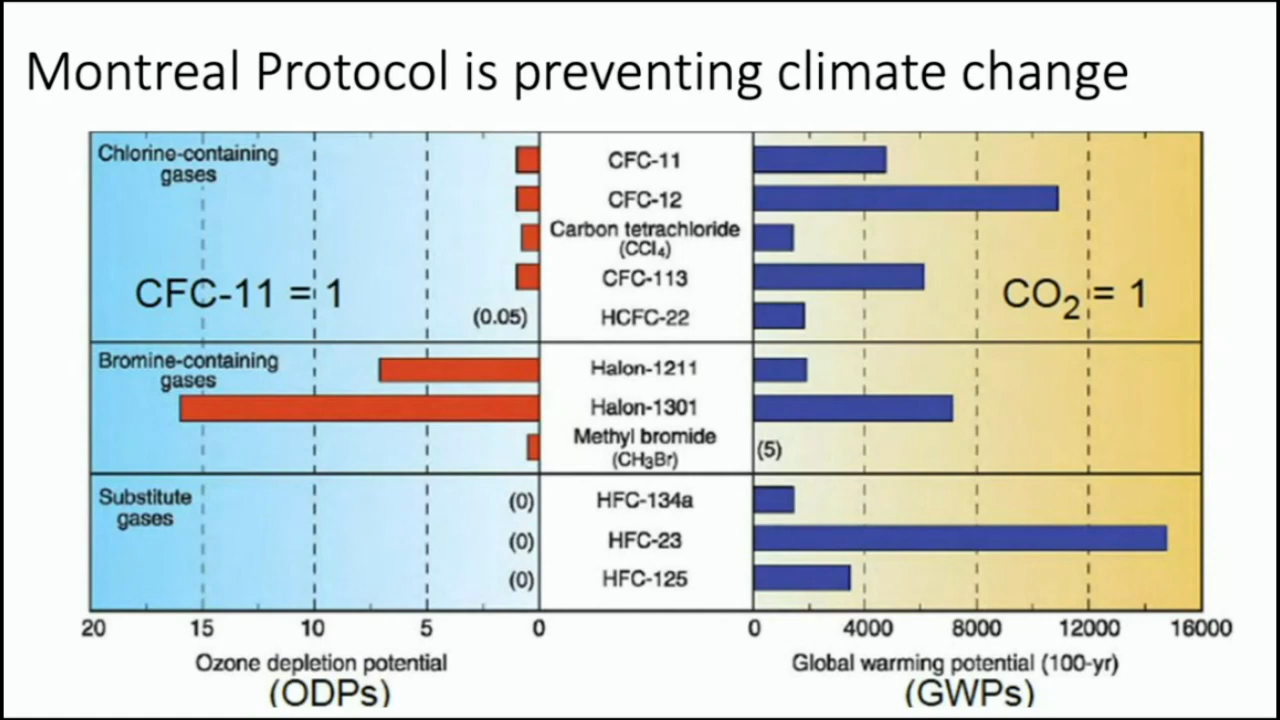 Montreal Protocol is preventing climate change
Chlorine-containing
gases
CFC-11 = 1
(0.05)
CFC-11
CFC-12
Carbon tetrachloride
(CCl₄)
CFC-113
HCFC-22
CO₂ = 1
Bromine-containing
gases
Halon-1211
Halon-1301
Methyl bromide
(CH₃Br)
(5)
Substitute
gases
(0) HFC-134a
(0) HFC-23
(0) HFC-125
20 15 10 5 0 0 4000 8000 12000 16000
Ozone depletion potential
(ODPs)
Global warming potential (100-yr)
(GWPs)